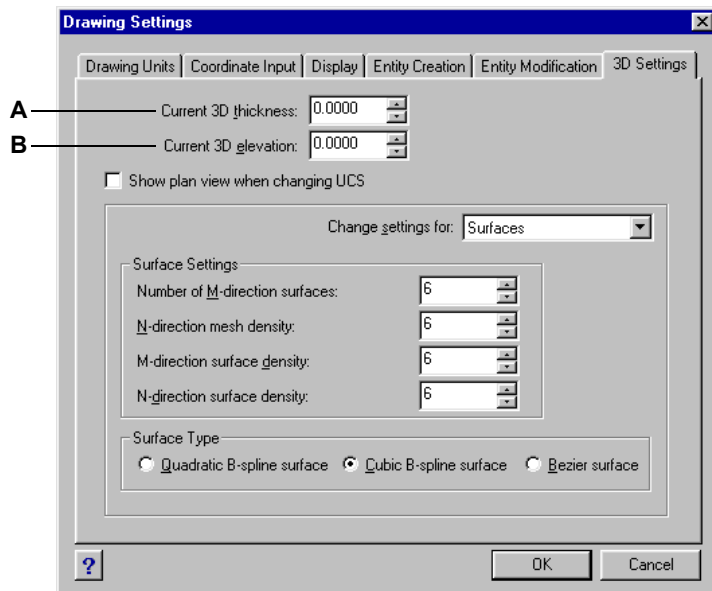 Drawing Settings
Drawing Units Coordinate Input Display Entity Creation Entity Modification 3D Settings
A Current 3D thickness: 0.0000
B Current 3D elevation: 0.0000
Show plan view when changing UCS
Change settings for: Surfaces
Surface Settings
Number of M-direction surfaces: 6
N-direction mesh density: 6
M-direction surface density: 6
N-direction surface density: 6
Surface Type
Quadratic B-spline surface Cubic B-spline surface Bezier surface
? OK Cancel